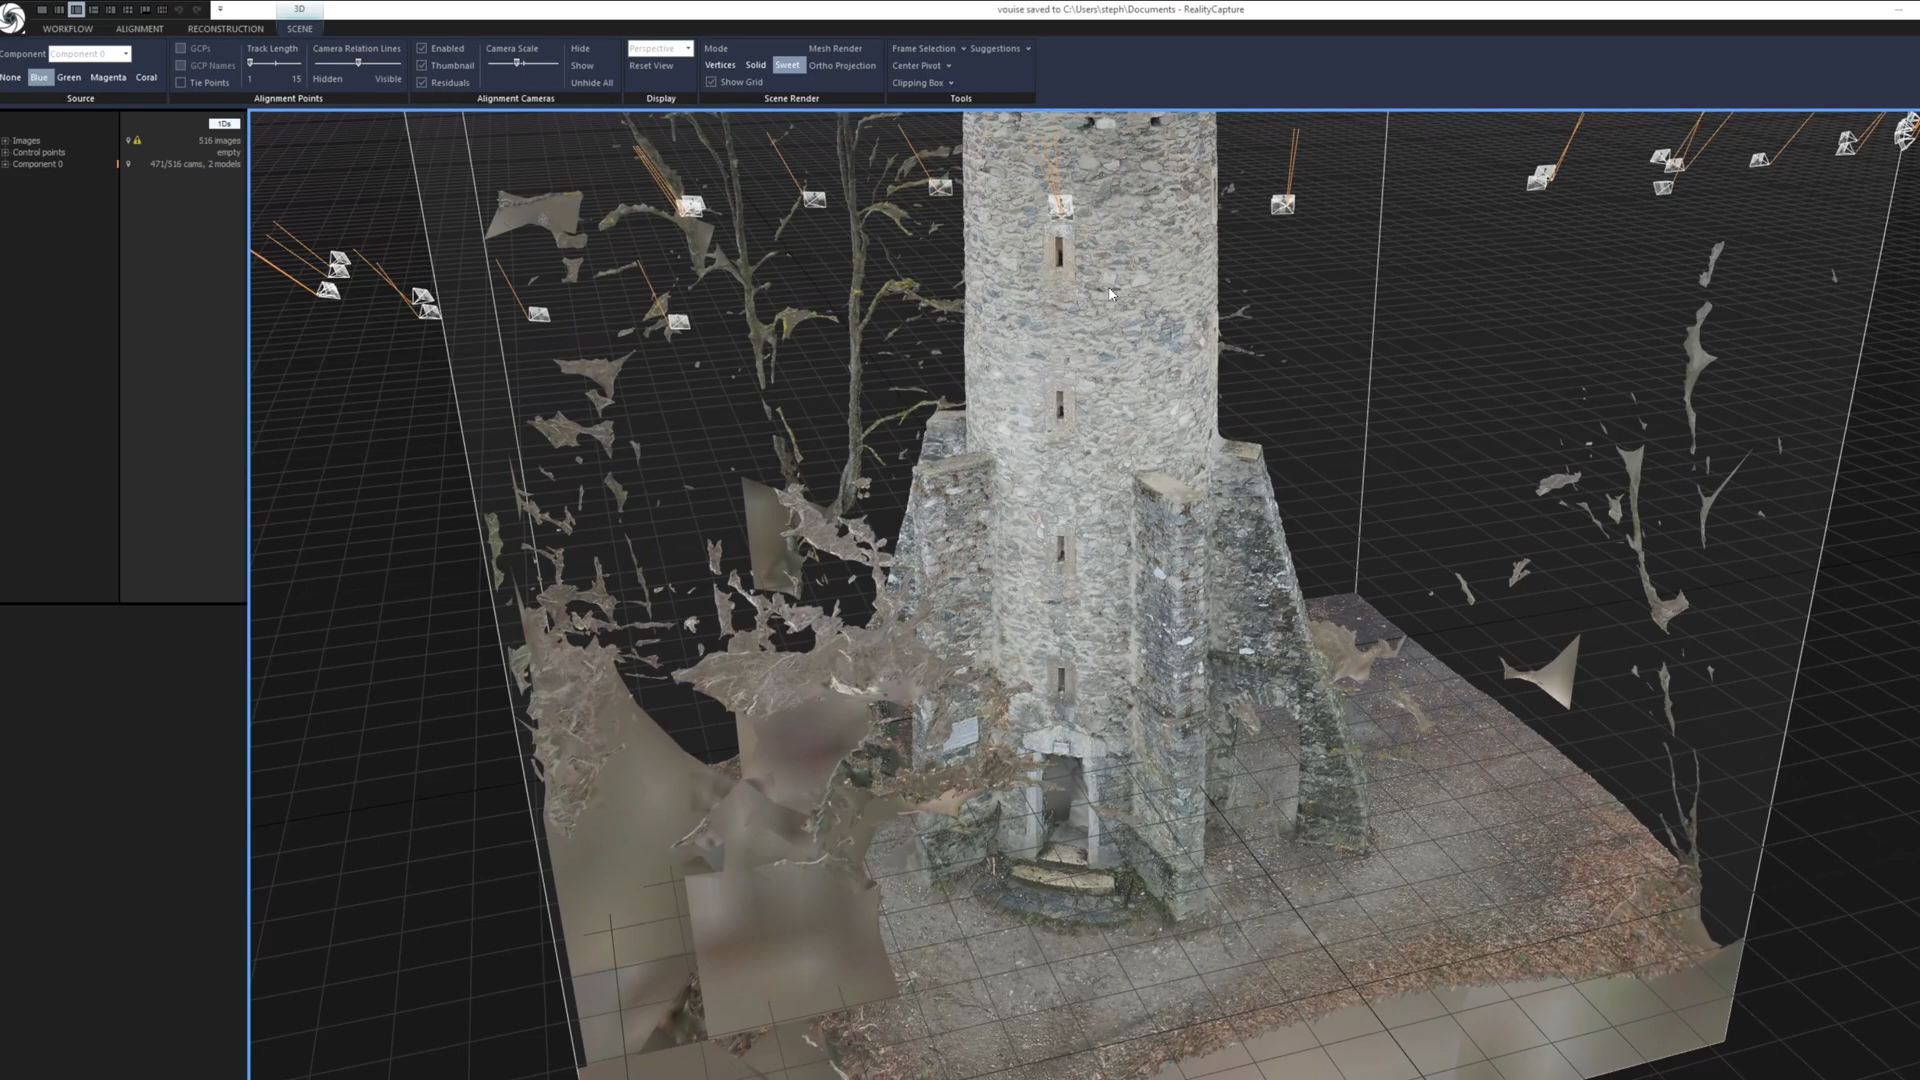 3D
vouise saved to C:\Users\steph\Documents - RealityCapture
WORKFLOW ALIGNMENT RECONSTRUCTION SCENE
Component Component 0
None Blue Green Magenta Coral
Source
GCPs
GCP Names
Tie Points
Track Length
1 15
Camera Relation Lines
Hidden Visible
Alignment Points
Enabled
Thumbnail
Residuals
Camera Scale
Alignment Cameras
Hide
Show
Unhide All
Perspective
Reset View
Display
Mode
Vertices Solid Sweet
Show Grid
Mesh Render
Ortho Projection
Scene Render
Frame Selection Suggestions
Center Pivot
Clipping Box
Tools
1Ds
Images 516 images
Control points empty
Component 0 471/516 cams, 2 models